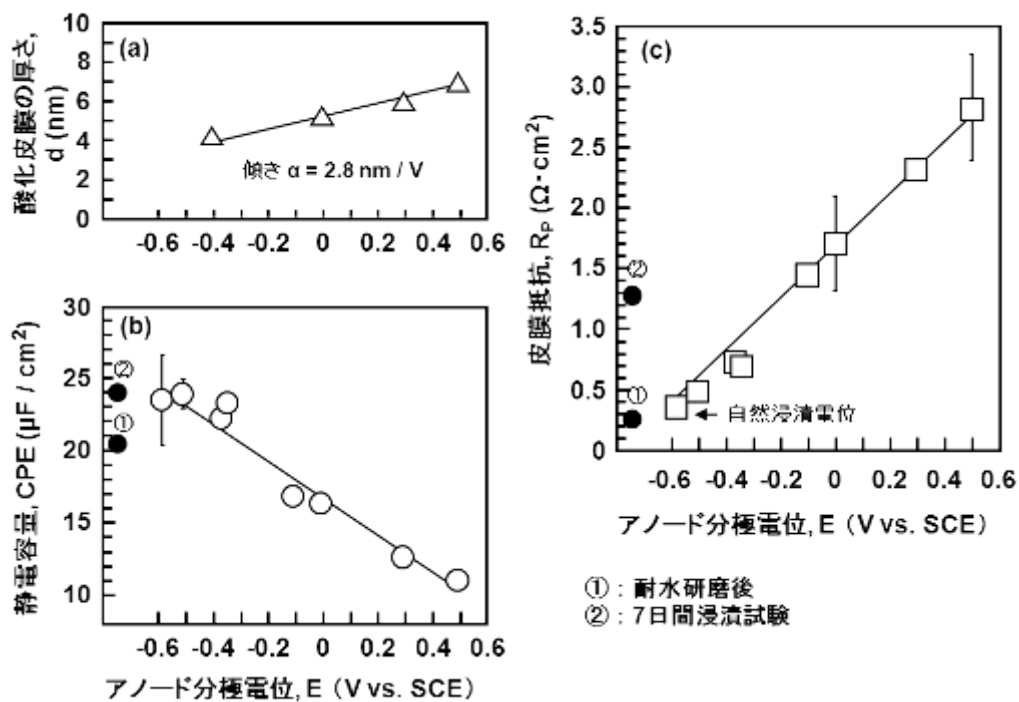 (a)
酸化皮膜の厚さ,
d (nm)
10
8
6
4
2
0
傾き α = 2.8 nm / V
-0.6 -0.4 -0.2 0 0.2 0.4 0.6
(b)
静電容量, CPE (μF / cm2)
30
25
20
15
10
②
①
-0.6 -0.4 -0.2 0 0.2 0.4 0.6
アノード分極電位, E (V vs. SCE)
(c)
皮膜抵抗, RP (Ω・cm2)
3.5
3.0
2.5
2.0
1.5
1.0
0.5
0
②
①
← 自然浸漬電位
-0.6 -0.4 -0.2 0 0.2 0.4 0.6
アノード分極電位, E (V vs. SCE)
① : 耐水研磨後
② : 7日間浸漬試験